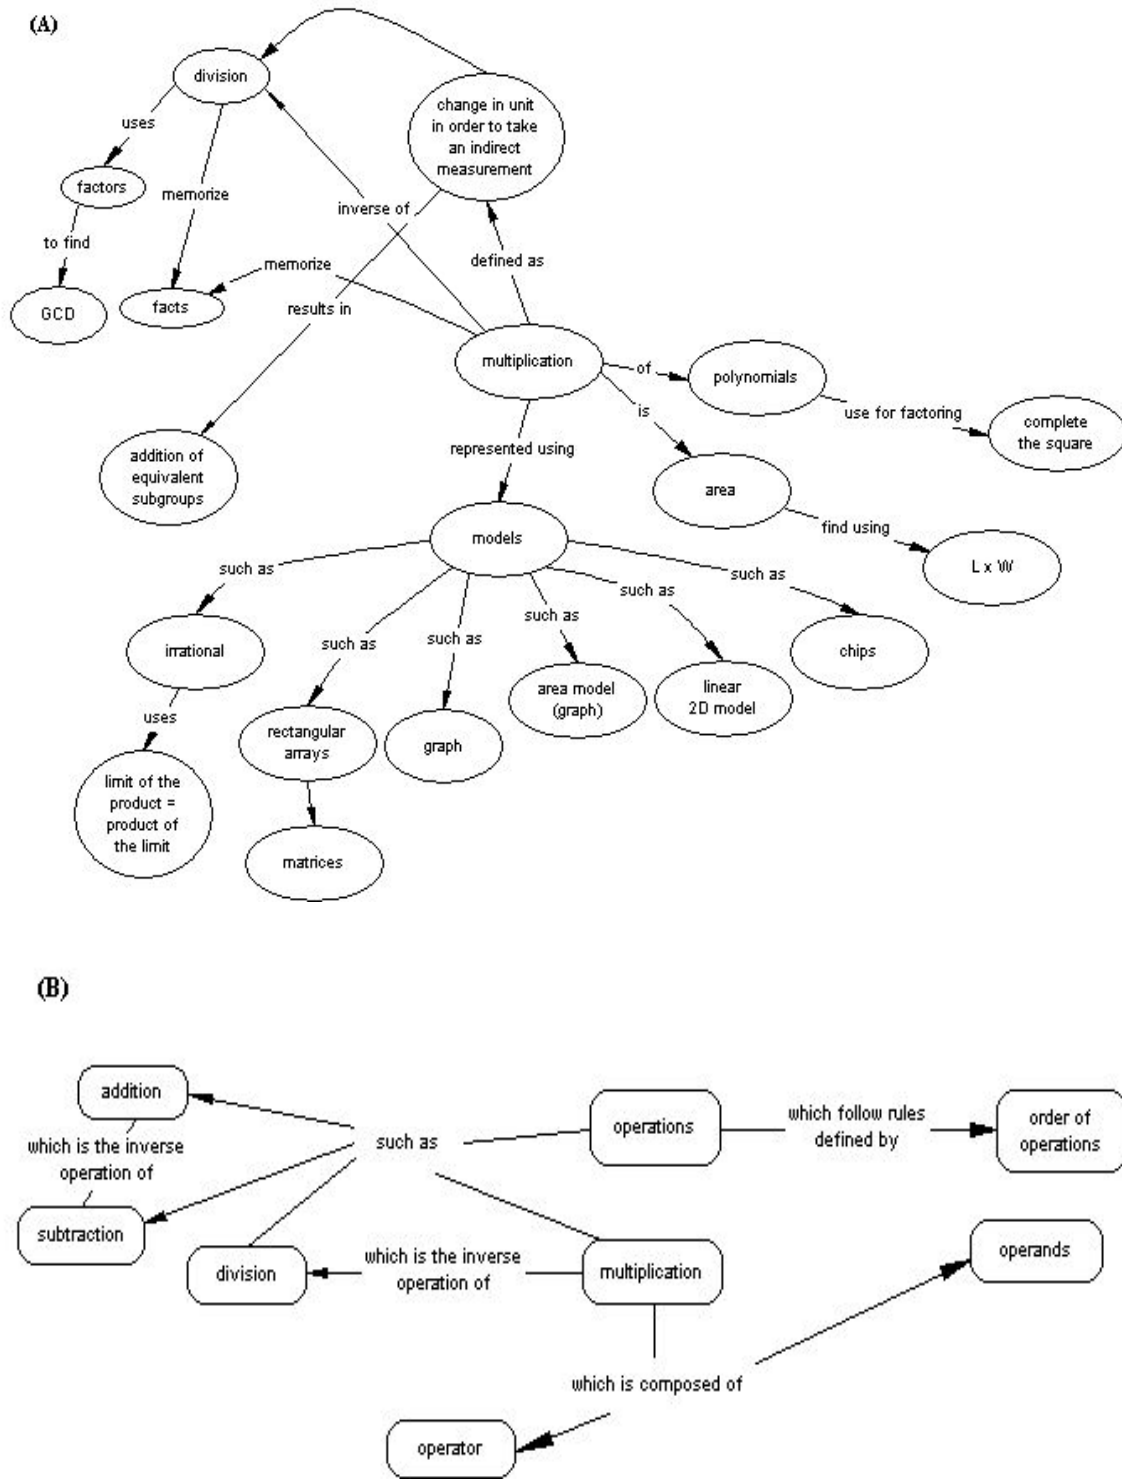 (A)
division
change in unit
in order to take
an indirect
measurement
uses
factors
memorize
inverse of
to find
memorize
defined as
GCD
facts
results in
multiplication
of
polynomials
is
use for factoring
complete
the square
represented using
addition of
equivalent
subgroups
area
find using
models
L x W
such as
such as
such as
such as
such as
such as
irrational
chips
area model
(graph)
linear
2D model
uses
rectangular
arrays
graph
limit of the
product =
product of
the limit
matrices
(B)
addition
operations
which follow rules
defined by
order of
operations
such as
which is the inverse
operation of
subtraction
operands
division
which is the inverse
operation of
multiplication
which is composed of
operator